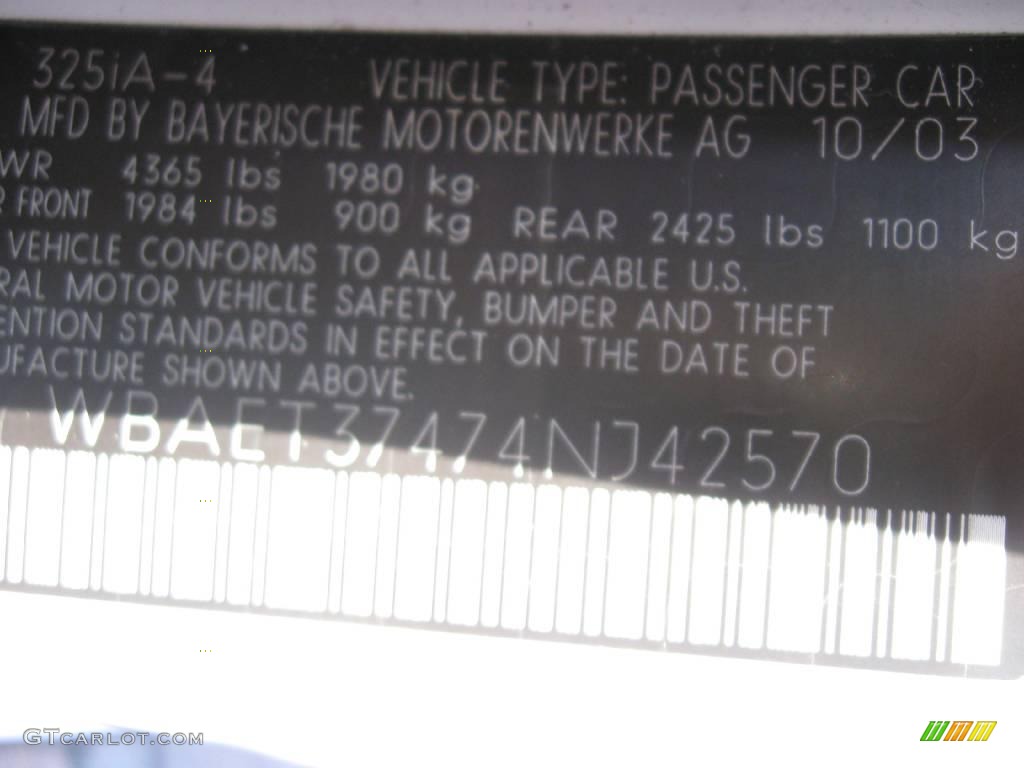 325iA-4 VEHICLE TYPE: PASSENGER CAR
MFD BY BAYERISCHE MOTORENWERKE AG 10/03
WR 4365 lbs 1980 kg
R FRONT 1984 lbs 900 kg REAR 2425 lbs 1100 kg
VEHICLE CONFORMS TO ALL APPLICABLE U.S.
RAL MOTOR VEHICLE SAFETY, BUMPER AND THEFT
ENTION STANDARDS IN EFFECT ON THE DATE OF
UFACTURE SHOWN ABOVE.
WBAET37474NJ42570
GTCARLOT.COM